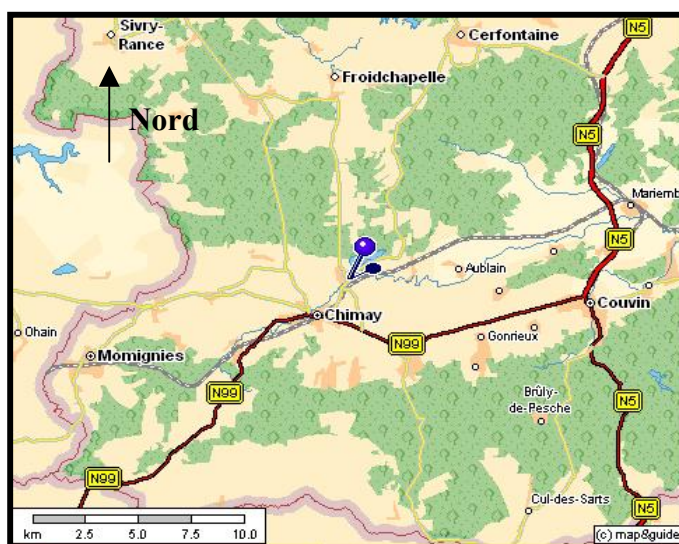 Sivry-
Rance
Cerfontaine
N5
Froidchapelle
Nord
N5
Mariemb
N5
Aublain
Couvin
Chimay
Ohain
Momignies
N99
Gonrieux
N99
Brûly-
de-Pesche
N5
N99
Cul-des-Sarts
N5
km 2.5 5.0 7.5 10.0
(c) map&guide